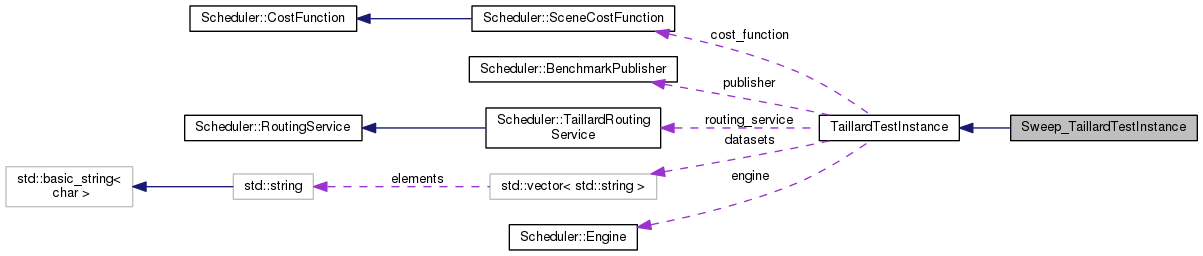 Scheduler::CostFunction
Scheduler::SceneCostFunction
cost_function
Scheduler::BenchmarkPublisher
publisher
Scheduler::RoutingService
Scheduler::TaillardRouting
Service
routing_service
TaillardTestInstance
Sweep_TaillardTestInstance
datasets
std::basic_string<
char >
std::string
elements
std::vector< std::string >
engine
Scheduler::Engine